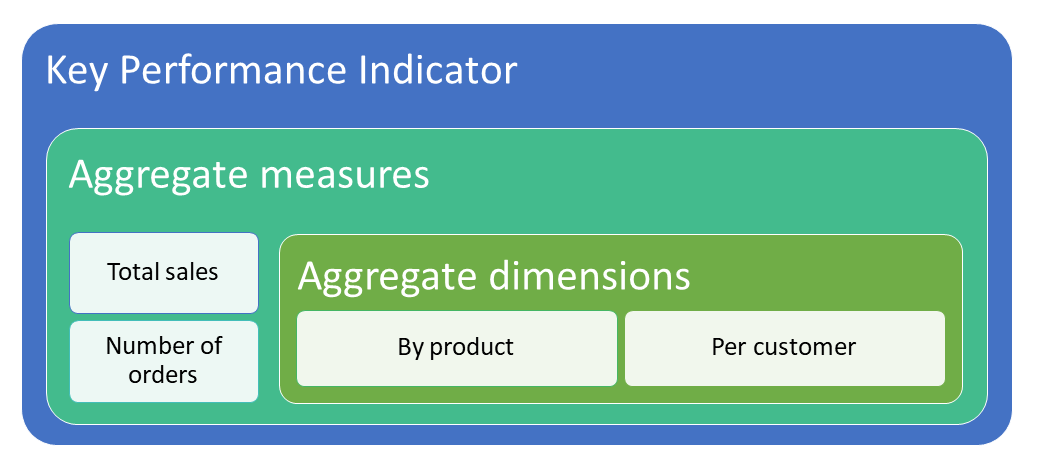 Key Performance Indicator
Aggregate measures
Total sales
Number of
orders
Aggregate dimensions
By product
Per customer